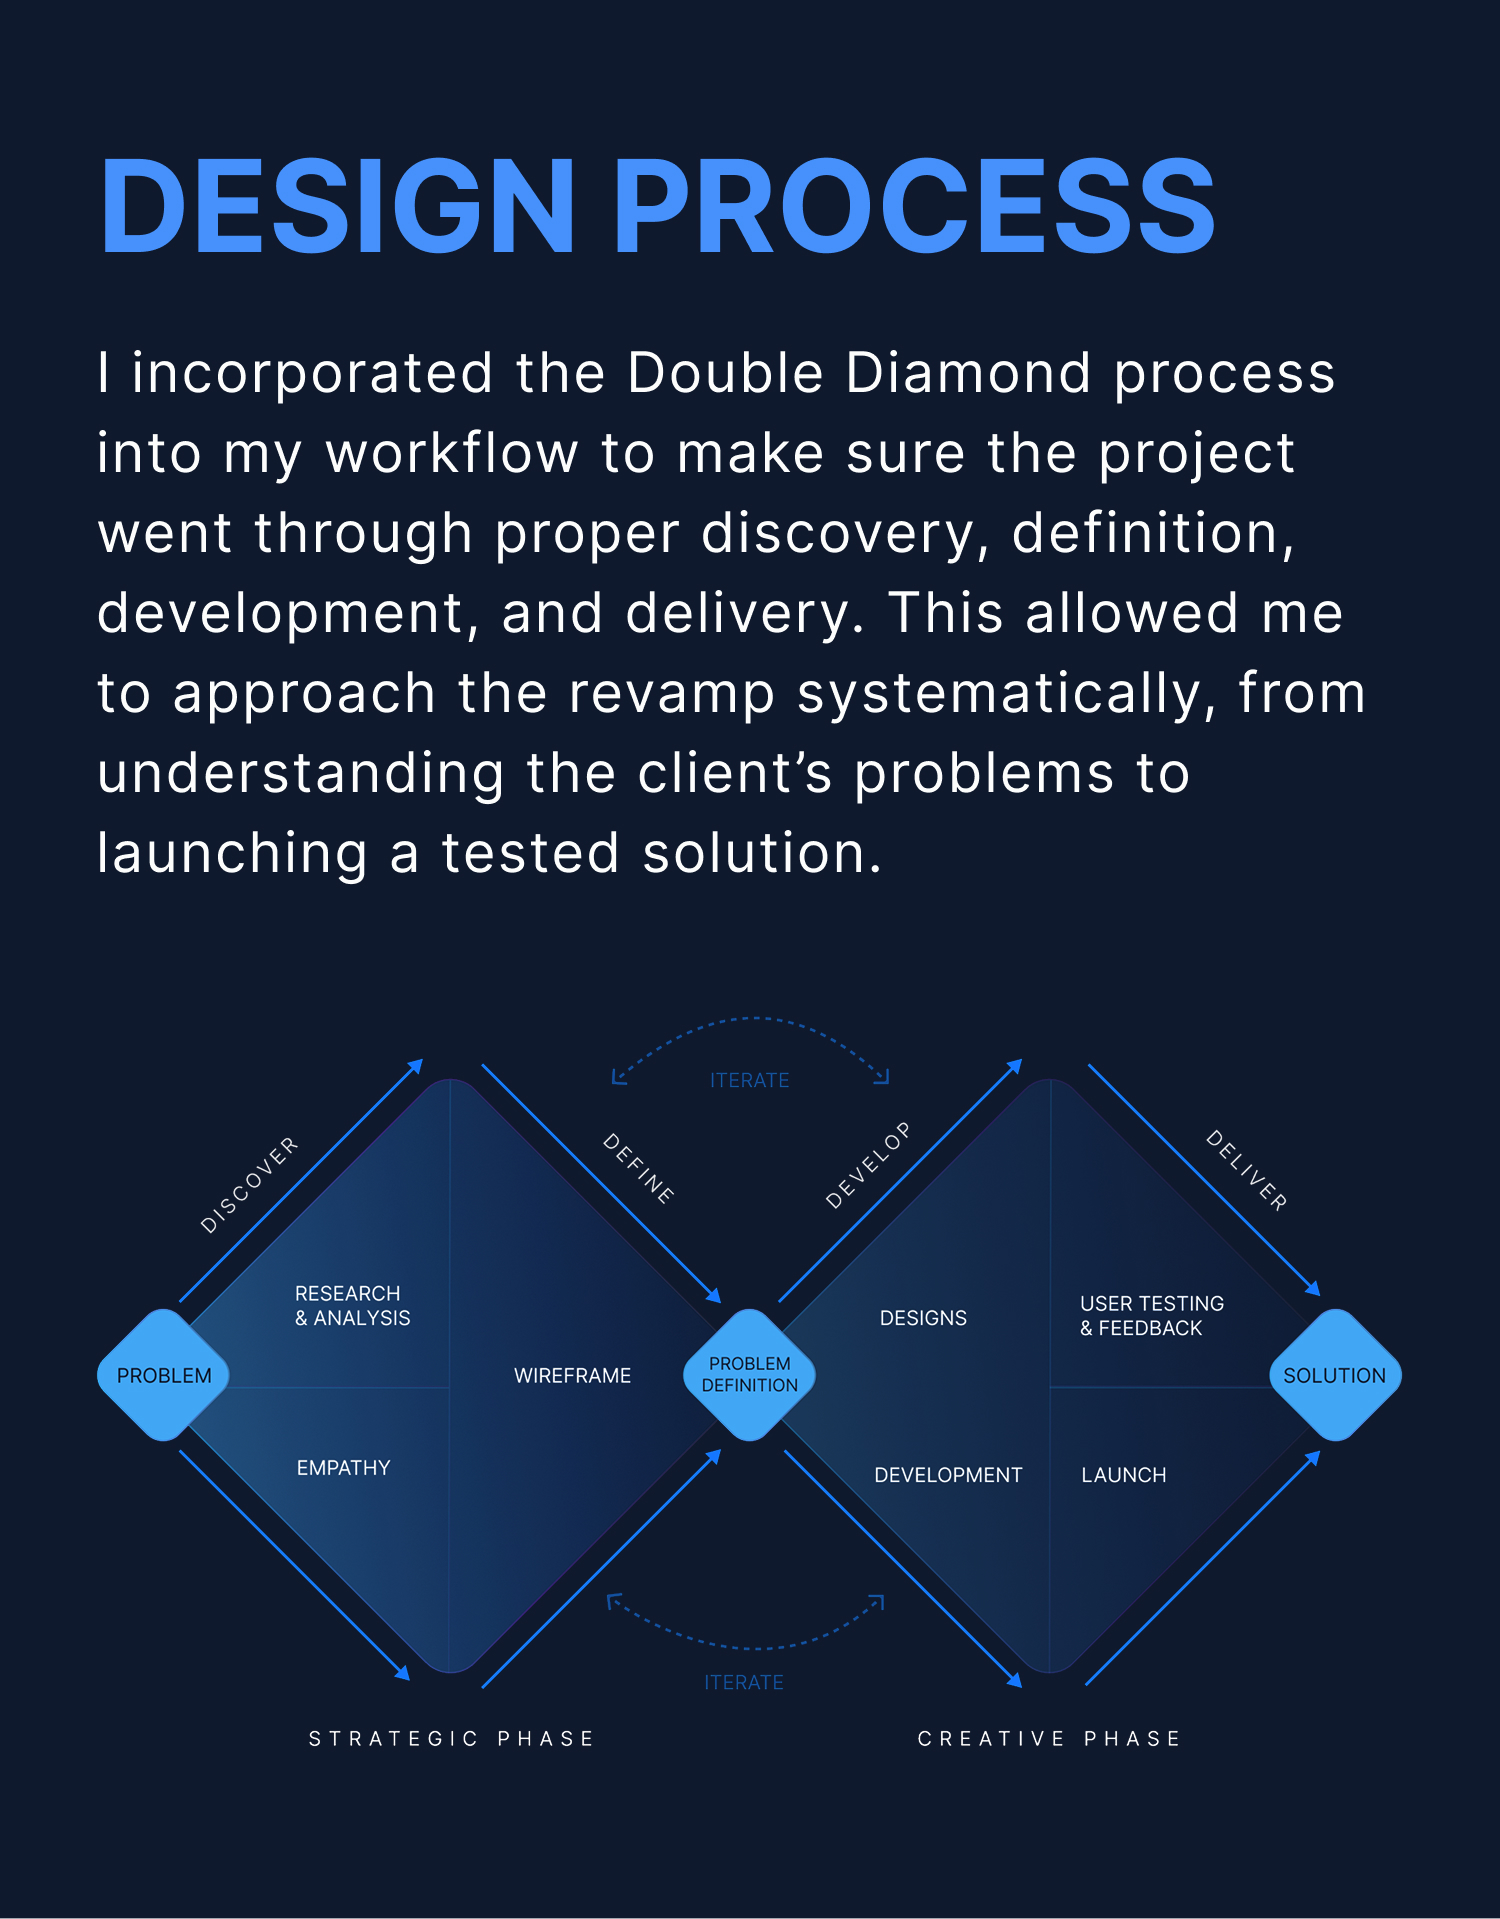 DESIGN PROCESS
I incorporated the Double Diamond process
into my workflow to make sure the project
went through proper discovery, definition,
development, and delivery. This allowed me
to approach the revamp systematically, from
understanding the client’s problems to
launching a tested solution.
ITERATE
DISCOVER
DEFINE
DEVELOP
DELIVER
RESEARCH
& ANALYSIS
DESIGNS
USER TESTING
& FEEDBACK
PROBLEM
WIREFRAME
PROBLEM
DEFINITION
SOLUTION
EMPATHY
DEVELOPMENT
LAUNCH
ITERATE
STRATEGIC PHASE
CREATIVE PHASE